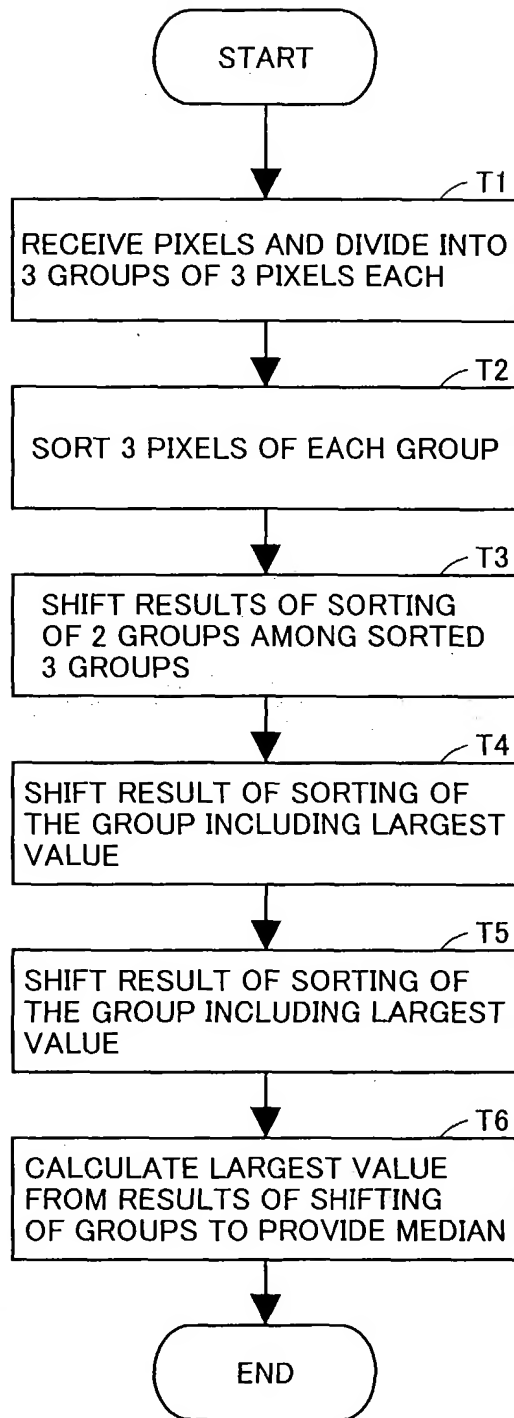 START
T1
RECEIVE PIXELS AND DIVIDE INTO
3 GROUPS OF 3 PIXELS EACH
T2
SORT 3 PIXELS OF EACH GROUP
T3
SHIFT RESULTS OF SORTING
OF 2 GROUPS AMONG SORTED
3 GROUPS
T4
SHIFT RESULT OF SORTING OF
THE GROUP INCLUDING LARGEST
VALUE
T5
SHIFT RESULT OF SORTING OF
THE GROUP INCLUDING LARGEST
VALUE
T6
CALCULATE LARGEST VALUE
FROM RESULTS OF SHIFTING
OF GROUPS TO PROVIDE MEDIAN
END